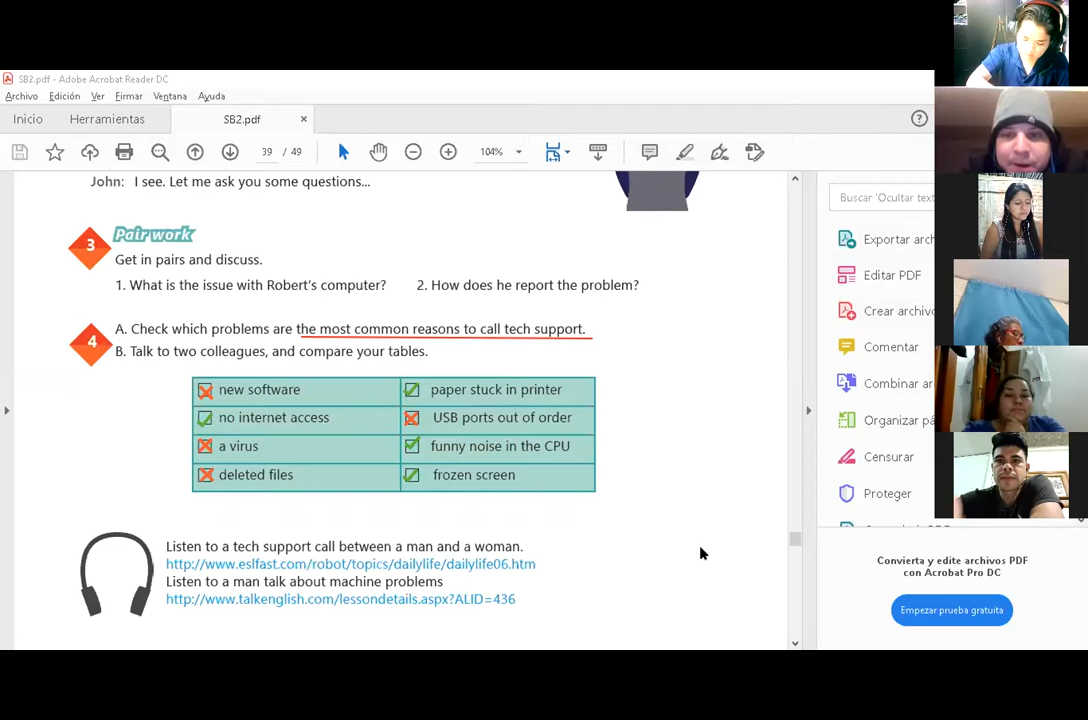 SB2.pdf - Adobe Acrobat Reader DC
Archivo Edición Ver Firmar Ventana Ayuda
Inicio Herramientas SB2.pdf ×
39 / 49 104%
John: I see. Let me ask you some questions...
3 Pair work
Get in pairs and discuss.
1. What is the issue with Robert's computer? 2. How does he report the problem?
4 A. Check which problems are the most common reasons to call tech support.
B. Talk to two colleagues, and compare your tables.
new software paper stuck in printer
no internet access USB ports out of order
a virus funny noise in the CPU
deleted files frozen screen
Listen to a tech support call between a man and a woman.
http://www.eslfast.com/robot/topics/dailylife/dailylife06.htm
Listen to a man talk about machine problems
http://www.talkenglish.com/lessondetails.aspx?ALID=436
Buscar 'Ocultar text
Exportar arch
Editar PDF
Crear archivo
Comentar
Combinar ar
Organizar pá
Censurar
Proteger
Convierta y edite archivos PDF
con Acrobat Pro DC
Empezar prueba gratuita